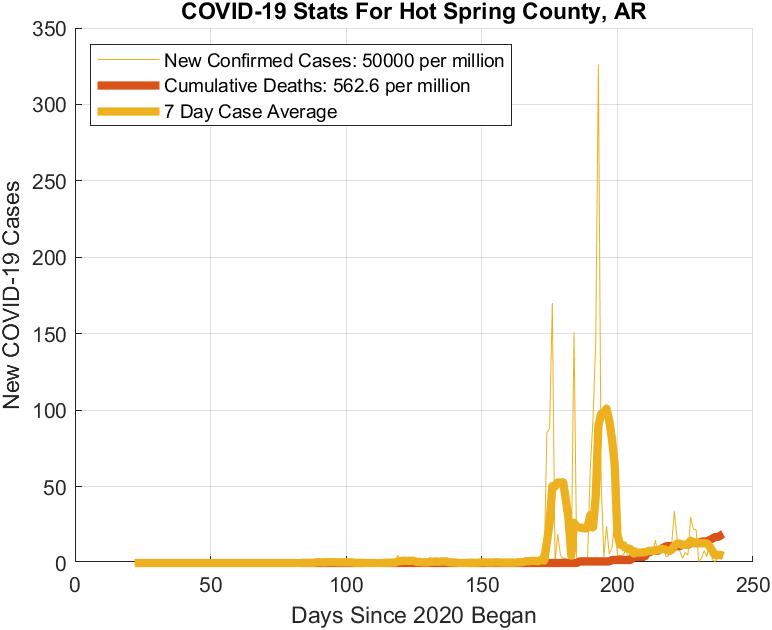 COVID-19 Stats For Hot Spring County, AR
350
300
250
200
150
100
50
0
New COVID-19 Cases
New Confirmed Cases: 50000 per million
Cumulative Deaths: 562.6 per million
7 Day Case Average
0
50
100
150
200
250
Days Since 2020 Began